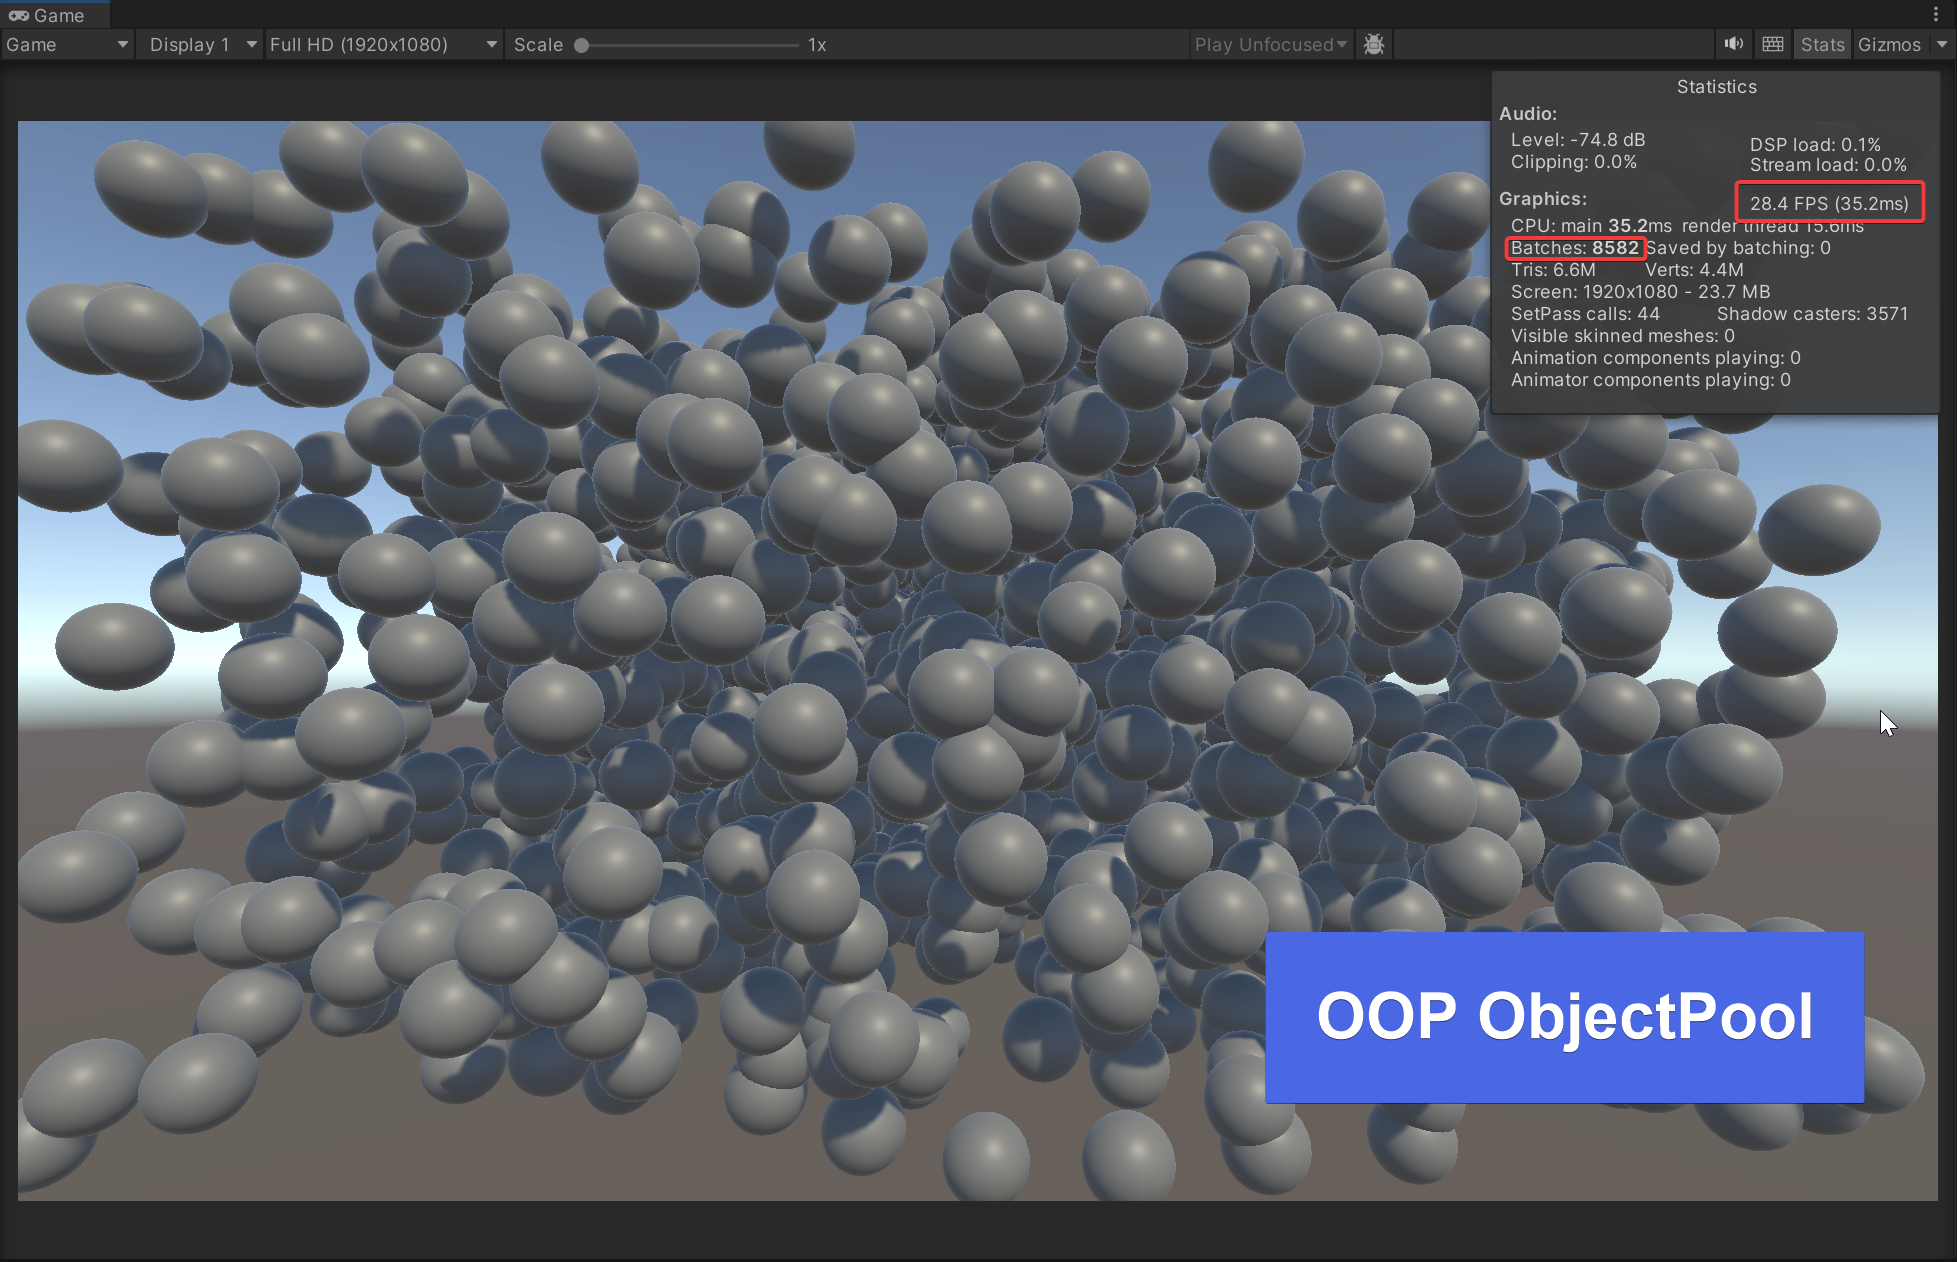 Game
Game Display 1 Full HD (1920x1080) Scale 1x Play Unfocused Stats Gizmos
Statistics
Audio:
Level: -74.8 dB DSP load: 0.1%
Clipping: 0.0% Stream load: 0.0%
Graphics: 28.4 FPS (35.2ms)
CPU: main 35.2ms render thread 15.6ms
Batches: 8582 Saved by batching: 0
Tris: 6.6M Verts: 4.4M
Screen: 1920x1080 - 23.7 MB
SetPass calls: 44 Shadow casters: 3571
Visible skinned meshes: 0
Animation components playing: 0
Animator components playing: 0
OOP ObjectPool